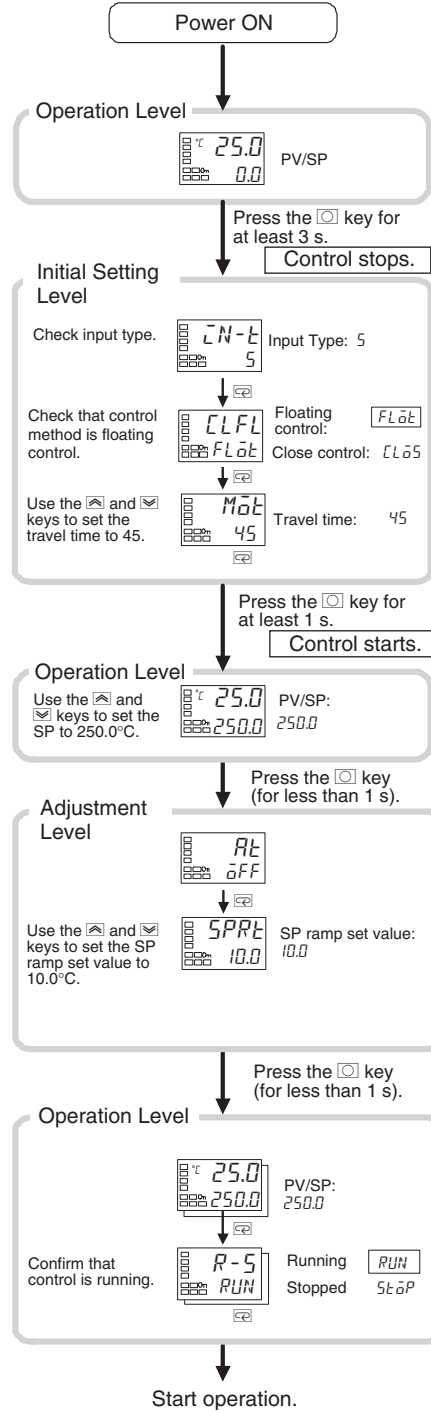 Power ON
Operation Level
°C 25.0
0.0
PV/SP
Press the key for
at least 3 s.
Control stops.
Initial Setting
Level
Check input type.
IN-t
5
Input Type: 5
Check that control
method is floating
control.
CLFL
FLot
Floating
control:
FLot
Close control: CLoS
Use the and
keys to set the
travel time to 45.
Mot
45
Travel time: 45
Press the key for
at least 1 s.
Control starts.
Operation Level
Use the and
keys to set the
SP to 250.0°C.
°C 25.0
250.0
PV/SP:
250.0
Press the key
(for less than 1 s).
Adjustment
Level
At
oFF
Use the and
keys to set the SP
ramp set value to
10.0°C.
SPRt
10.0
SP ramp set value:
10.0
Press the key
(for less than 1 s).
Operation Level
°C 25.0
250.0
PV/SP:
250.0
Confirm that
control is running.
R-S
RUN
Running RUN
Stopped StoP
Start operation.